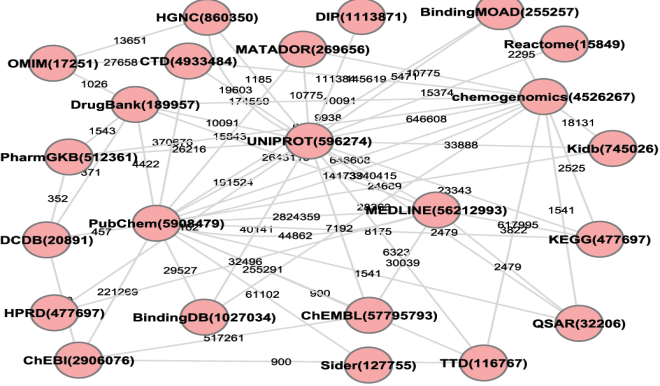 HGNC(860350)
DIP(1113871)
BindingMOAD(255257)
13651
MATADOR(269656)
Reactome(15849)
2295
OMIM(17251)
27658
CTD(4933484)
1026
1185
10775
19603
10775
15374
chemogenomics(4526267)
DrugBank(189957)
10091
9938
646608
18131
1543
10091
UNIPROT(596274)
33888
Kidb(745026)
PharmGKB(512361)
26216
371
4422
2525
191524
23343
352
2824359
MEDLINE(56212993)
1541
PubChem(5908479)
457
7192
8175
2479
DCDB(20891)
44862
KEGG(477697)
6323
32496
30039
29527
255291
1541
2479
221269
61102
900
HPRD(477697)
BindingDB(1027034)
ChEMBL(57795793)
QSAR(32206)
517261
ChEBI(2906076)
900
Sider(127755)
TTD(116767)